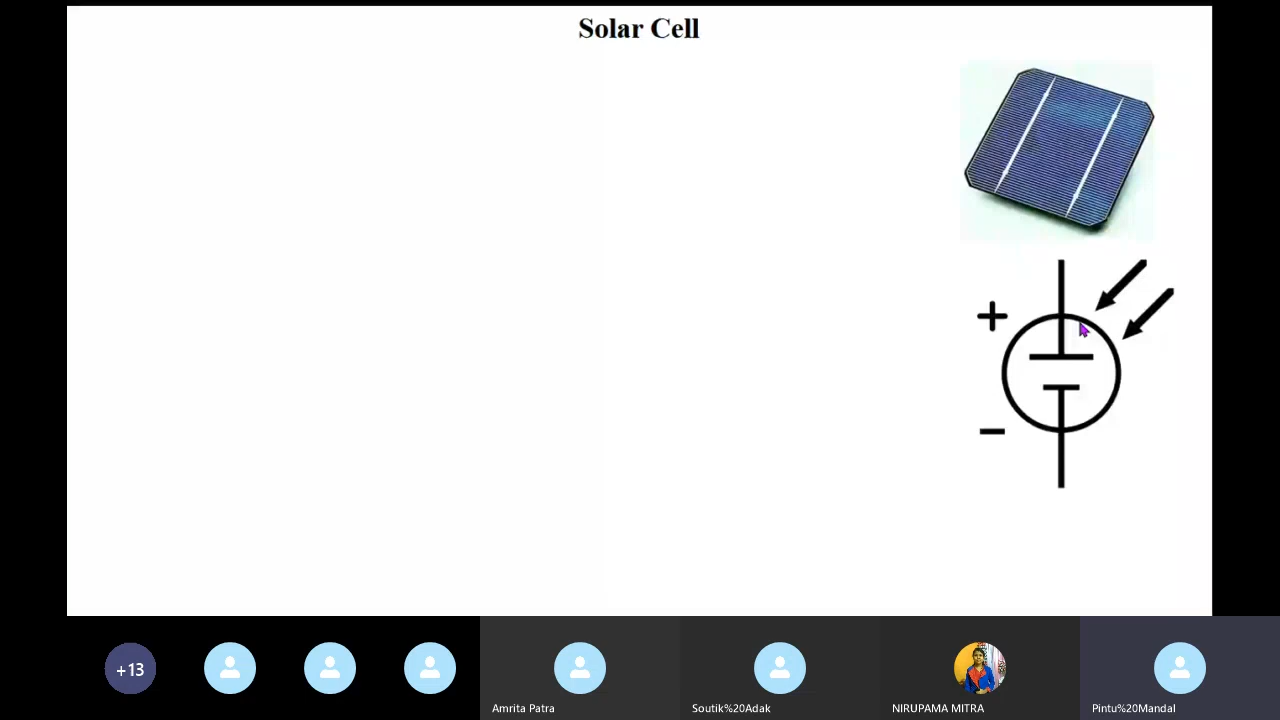 Solar Cell
+
−
+13
Amrita Patra
Soutik%20Adak
NIRUPAMA MITRA
Pintu%20Mandal